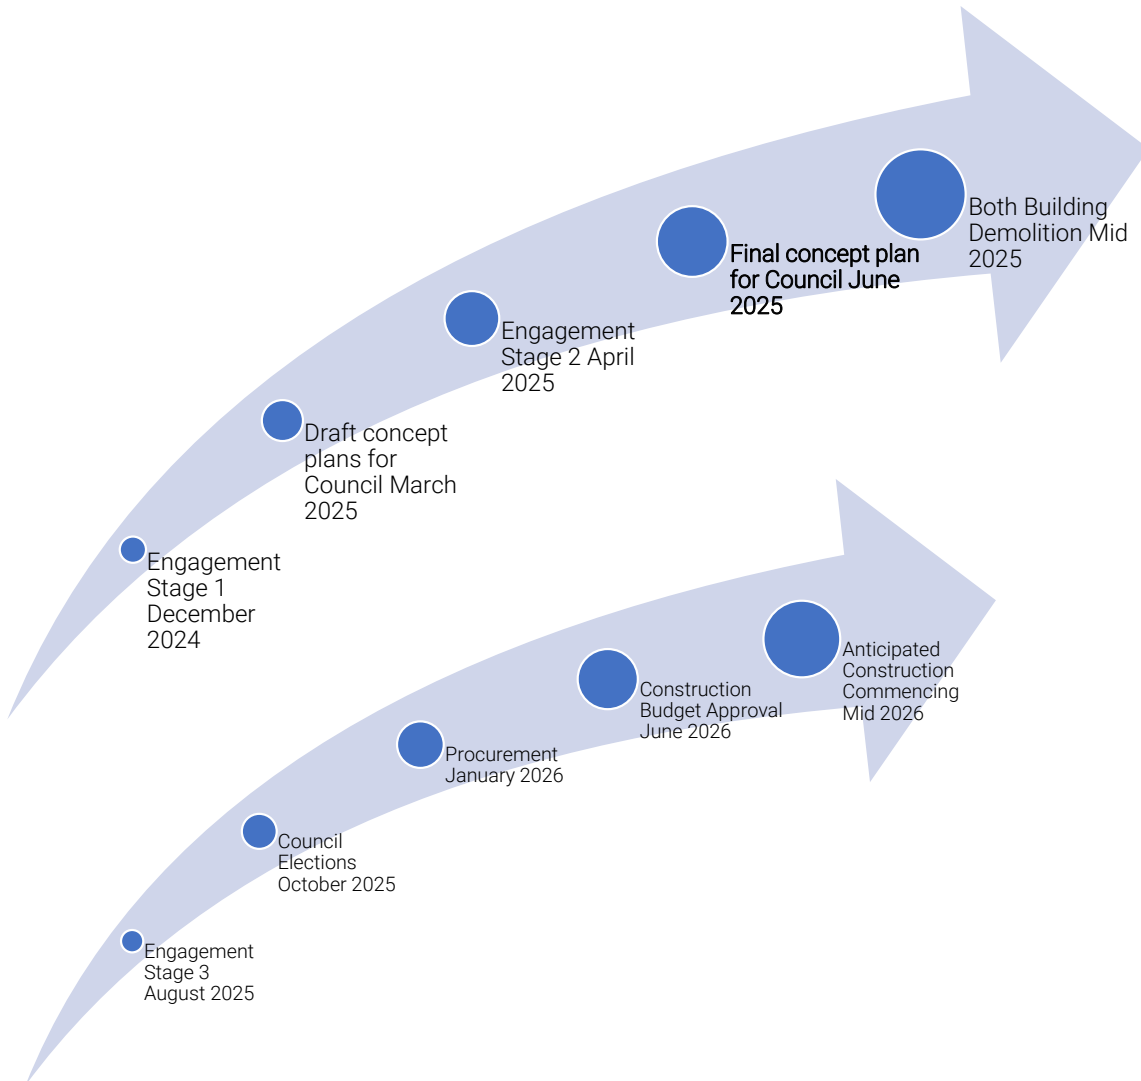 Engagement
Stage 1
December
2024
Draft concept
plans for
Council March
2025
Engagement
Stage 2 April
2025
Final concept plan
for Council June
2025
Both Building
Demolition Mid
2025
Engagement
Stage 3
August 2025
Council
Elections
October 2025
Procurement
January 2026
Construction
Budget Approval
June 2026
Anticipated
Construction
Commencing
Mid 2026